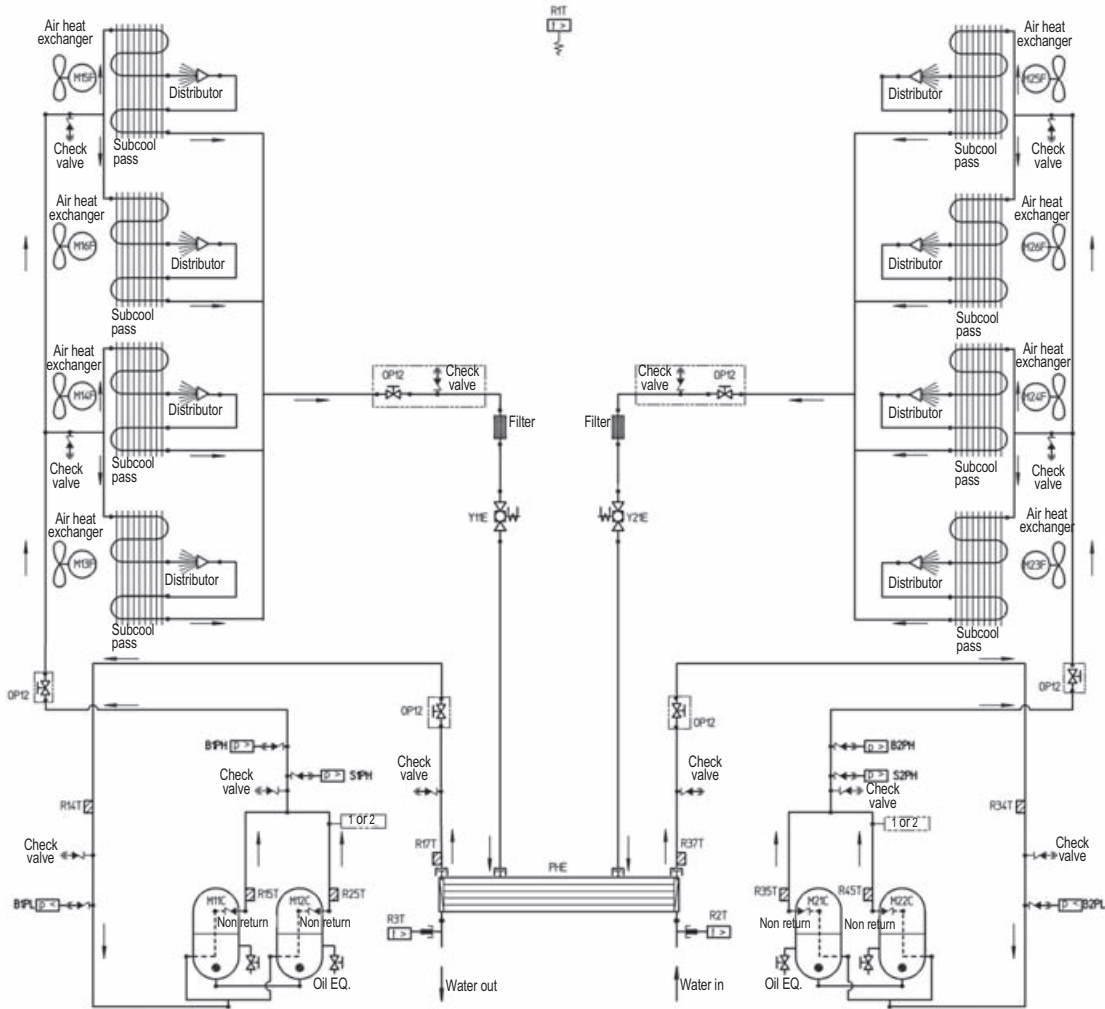 R1T
t >
Air heat
exchanger
M15F
Distributor
Check
valve
Subcool
pass
Air heat
exchanger
M25F
Distributor
Check
valve
Subcool
pass
Air heat
exchanger
M16F
Distributor
Subcool
pass
Air heat
exchanger
M26F
Distributor
Subcool
pass
Air heat
exchanger
M14F
Distributor
Check
valve
Subcool
pass
OP12
Check
valve
Filter
Y11E
Check
valve
OP12
Filter
Y21E
Air heat
exchanger
M24F
Distributor
Check
valve
Subcool
pass
Air heat
exchanger
M13F
Distributor
Subcool
pass
Air heat
exchanger
M23F
Distributor
Subcool
pass
OP12
OP12
OP12
OP12
B1PH
p >
p >
S1PH
Check
valve
Check
valve
Check
valve
p >
B2PH
p >
S2PH
Check
valve
R14T
1 or 2
R17T
PHE
R37T
1 or 2
R34T
Check
valve
Check
valve
B1PL
p <
M11C
R15T
M12C
R25T
Non return
Non return
R3T
t >
R2T
t >
R35T
M21C
R45T
M22C
Non return
Non return
p <
B2PL
Oil EQ.
Water out
Water in
Oil EQ.